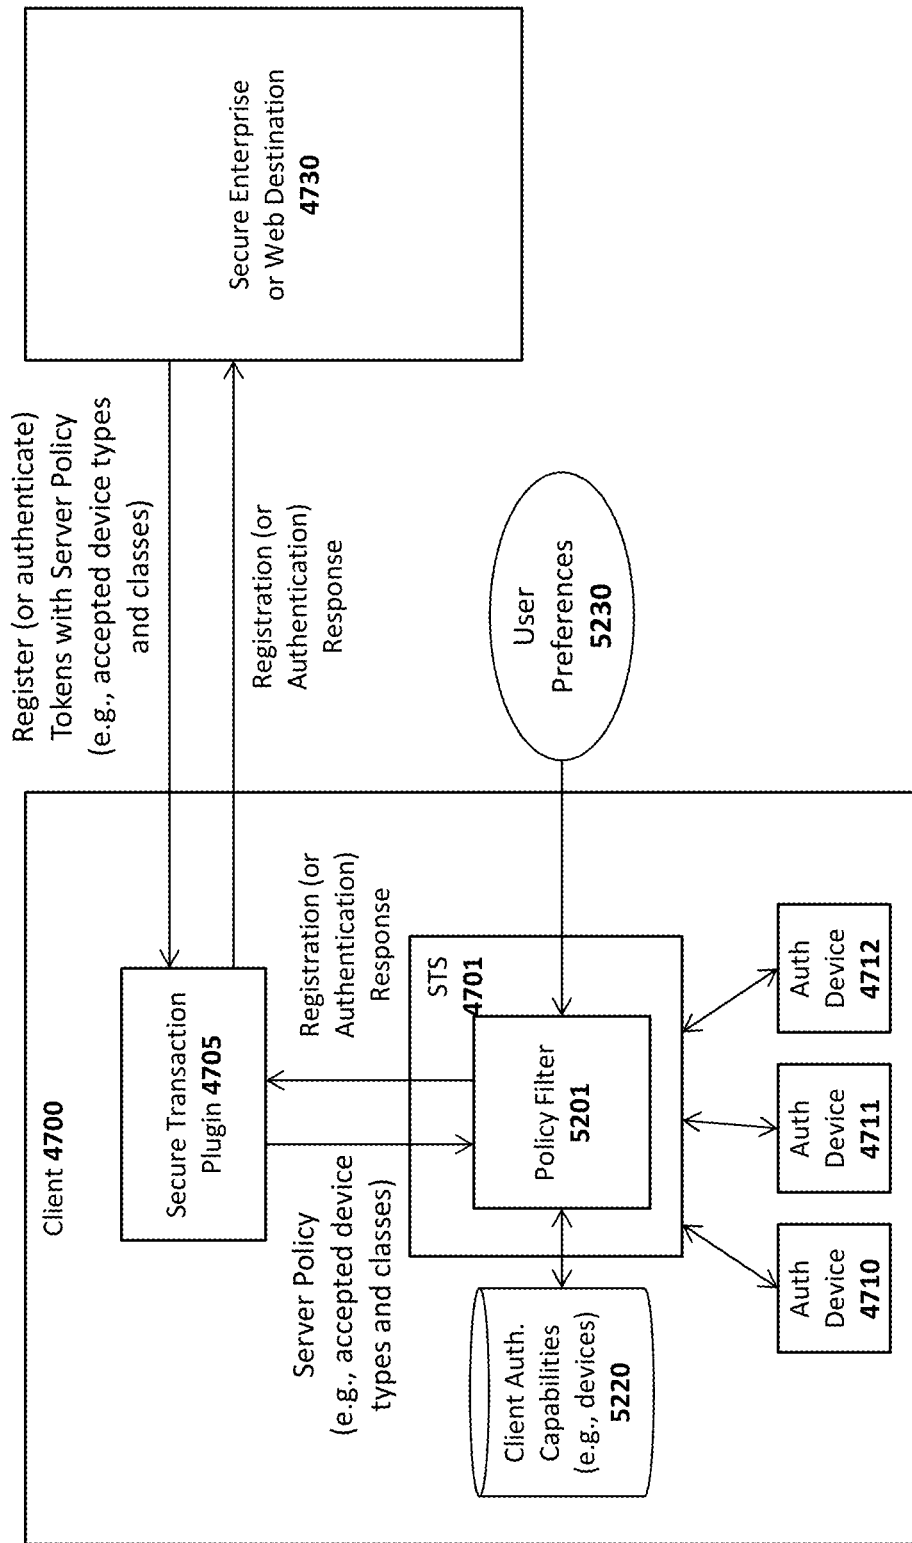 Client 4700
Secure Transaction
Plugin 4705
Register (or authenticate)
Tokens with Server Policy
(e.g., accepted device types
and classes)
Registration (or
Authentication)
Response
Secure Enterprise
or Web Destination
4730
Server Policy
(e.g., accepted device
types and classes)
Registration (or
Authentication)
Response
STS
4701
Policy Filter
5201
Client Auth.
Capabilities
(e.g., devices)
5220
User
Preferences
5230
Auth
Device
4710
Auth
Device
4711
Auth
Device
4712